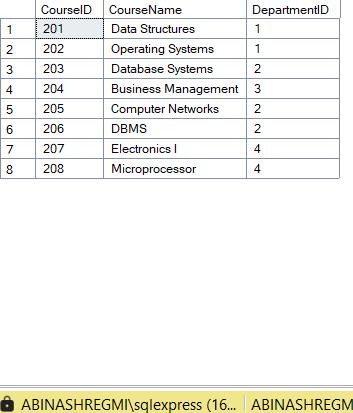 CourseID CourseName DepartmentID
1 201 Data Structures 1
2 202 Operating Systems 1
3 203 Database Systems 2
4 204 Business Management 3
5 205 Computer Networks 2
6 206 DBMS 2
7 207 Electronics I 4
8 208 Microprocessor 4
ABINASHREGMI\sqlexpress (16... ABINASHREGM